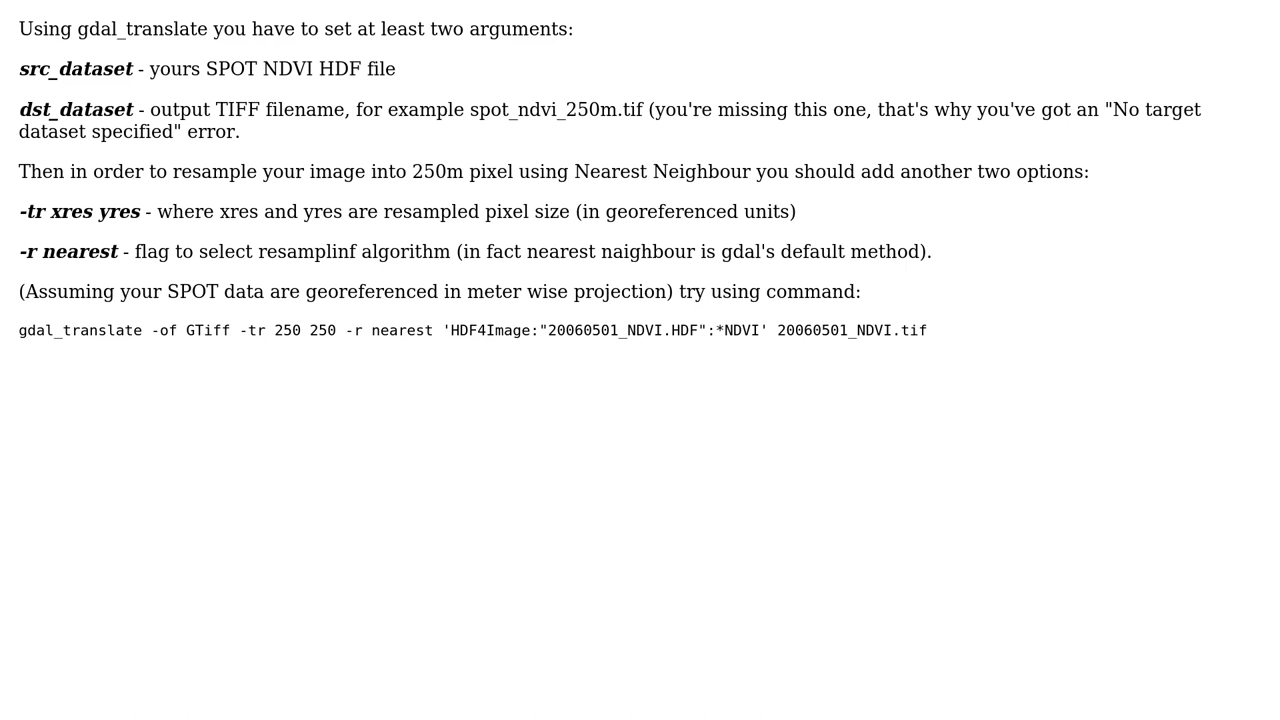 Using gdal_translate you have to set at least two arguments:
src_dataset - yours SPOT NDVI HDF file
dst_dataset - output TIFF filename, for example spot_ndvi_250m.tif (you're missing this one, that's why you've got an "No target
dataset specified" error.
Then in order to resample your image into 250m pixel using Nearest Neighbour you should add another two options:
-tr xres yres - where xres and yres are resampled pixel size (in georeferenced units)
-r nearest - flag to select resamplinf algorithm (in fact nearest naighbour is gdal's default method).
(Assuming your SPOT data are georeferenced in meter wise projection) try using command:
gdal_translate -of GTiff -tr 250 250 -r nearest 'HDF4Image:"20060501_NDVI.HDF":*NDVI' 20060501_NDVI.tif